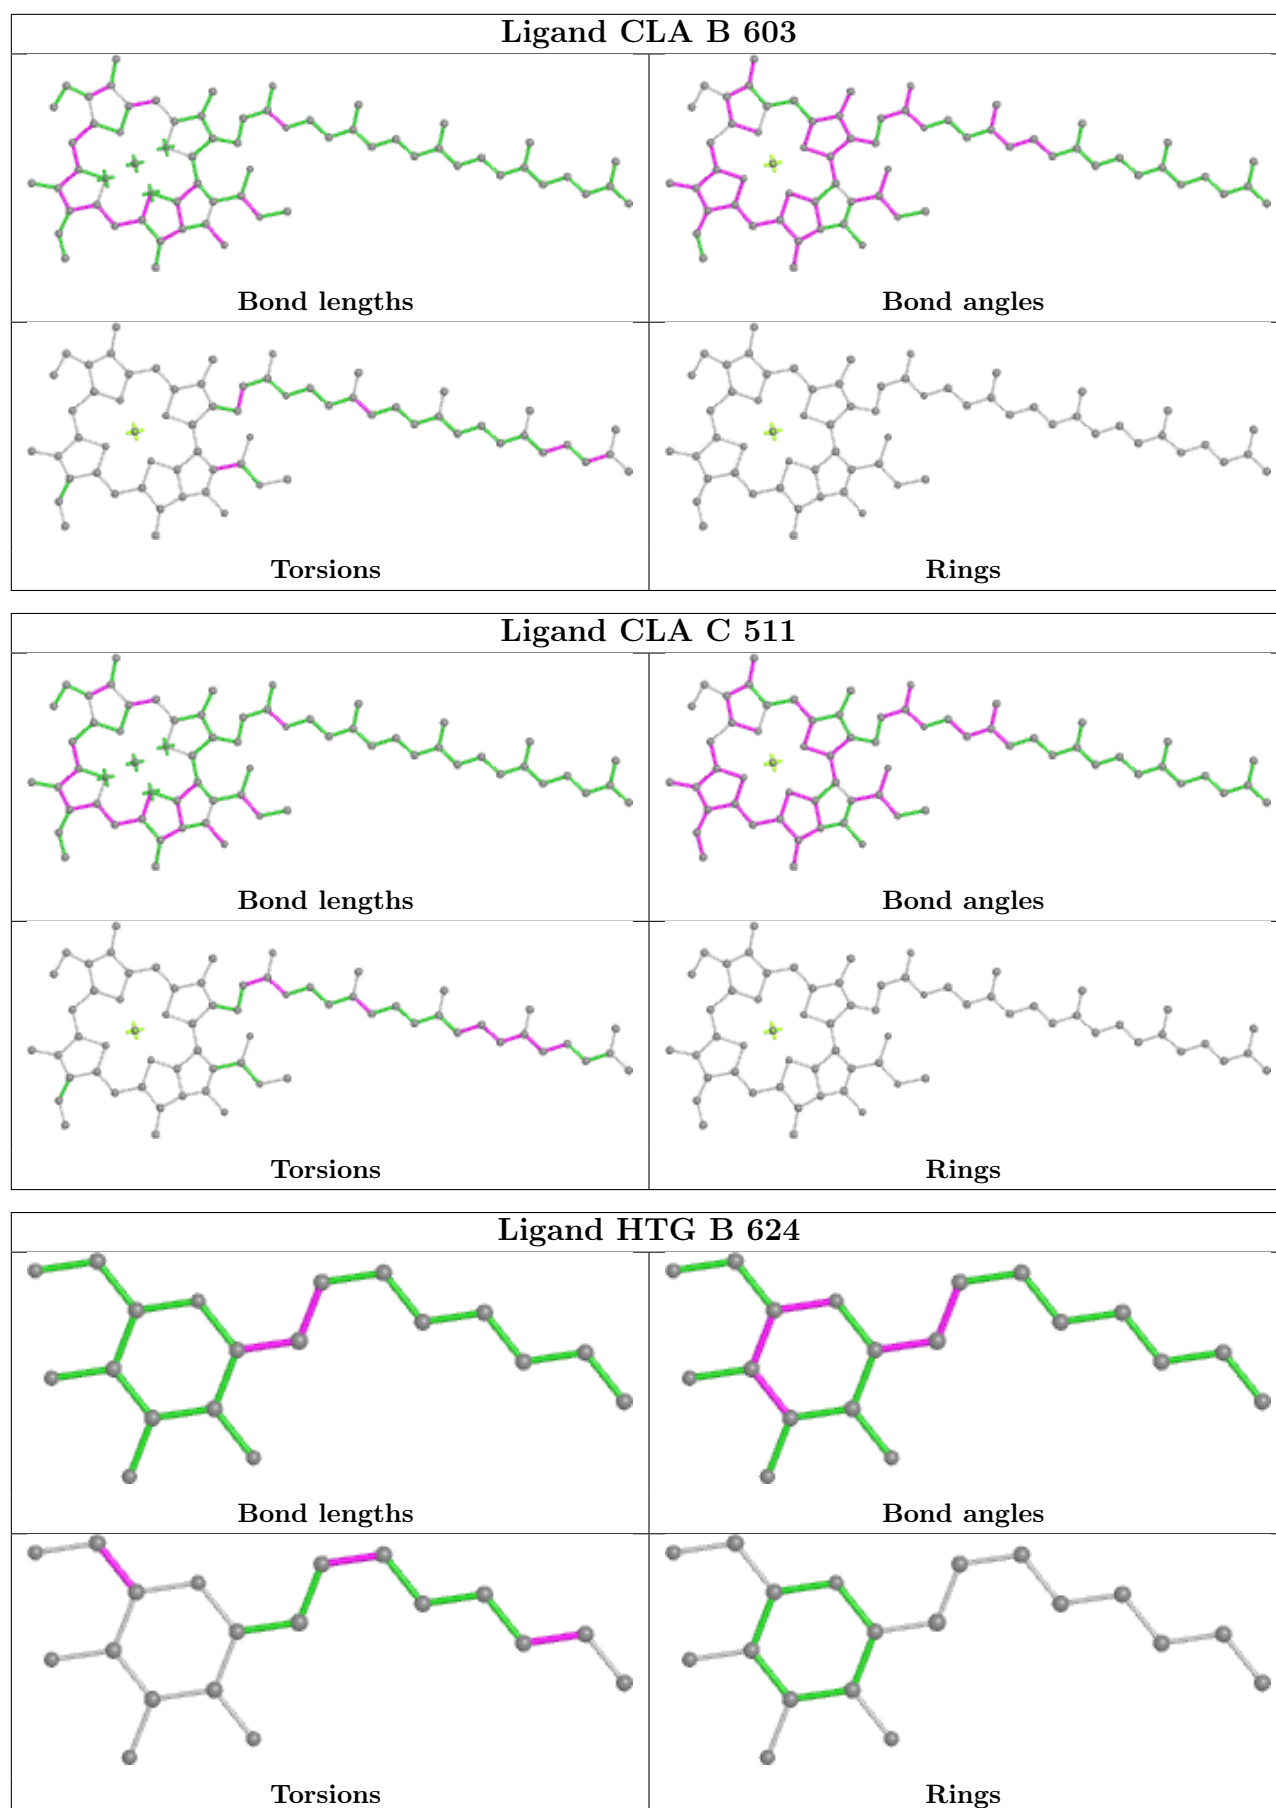 Ligand CLA B 603
Bond lengths
Bond angles
Torsions
Rings
Ligand CLA C 511
Bond lengths
Bond angles
Torsions
Rings
Ligand HTG B 624
Bond lengths
Bond angles
Torsions
Rings